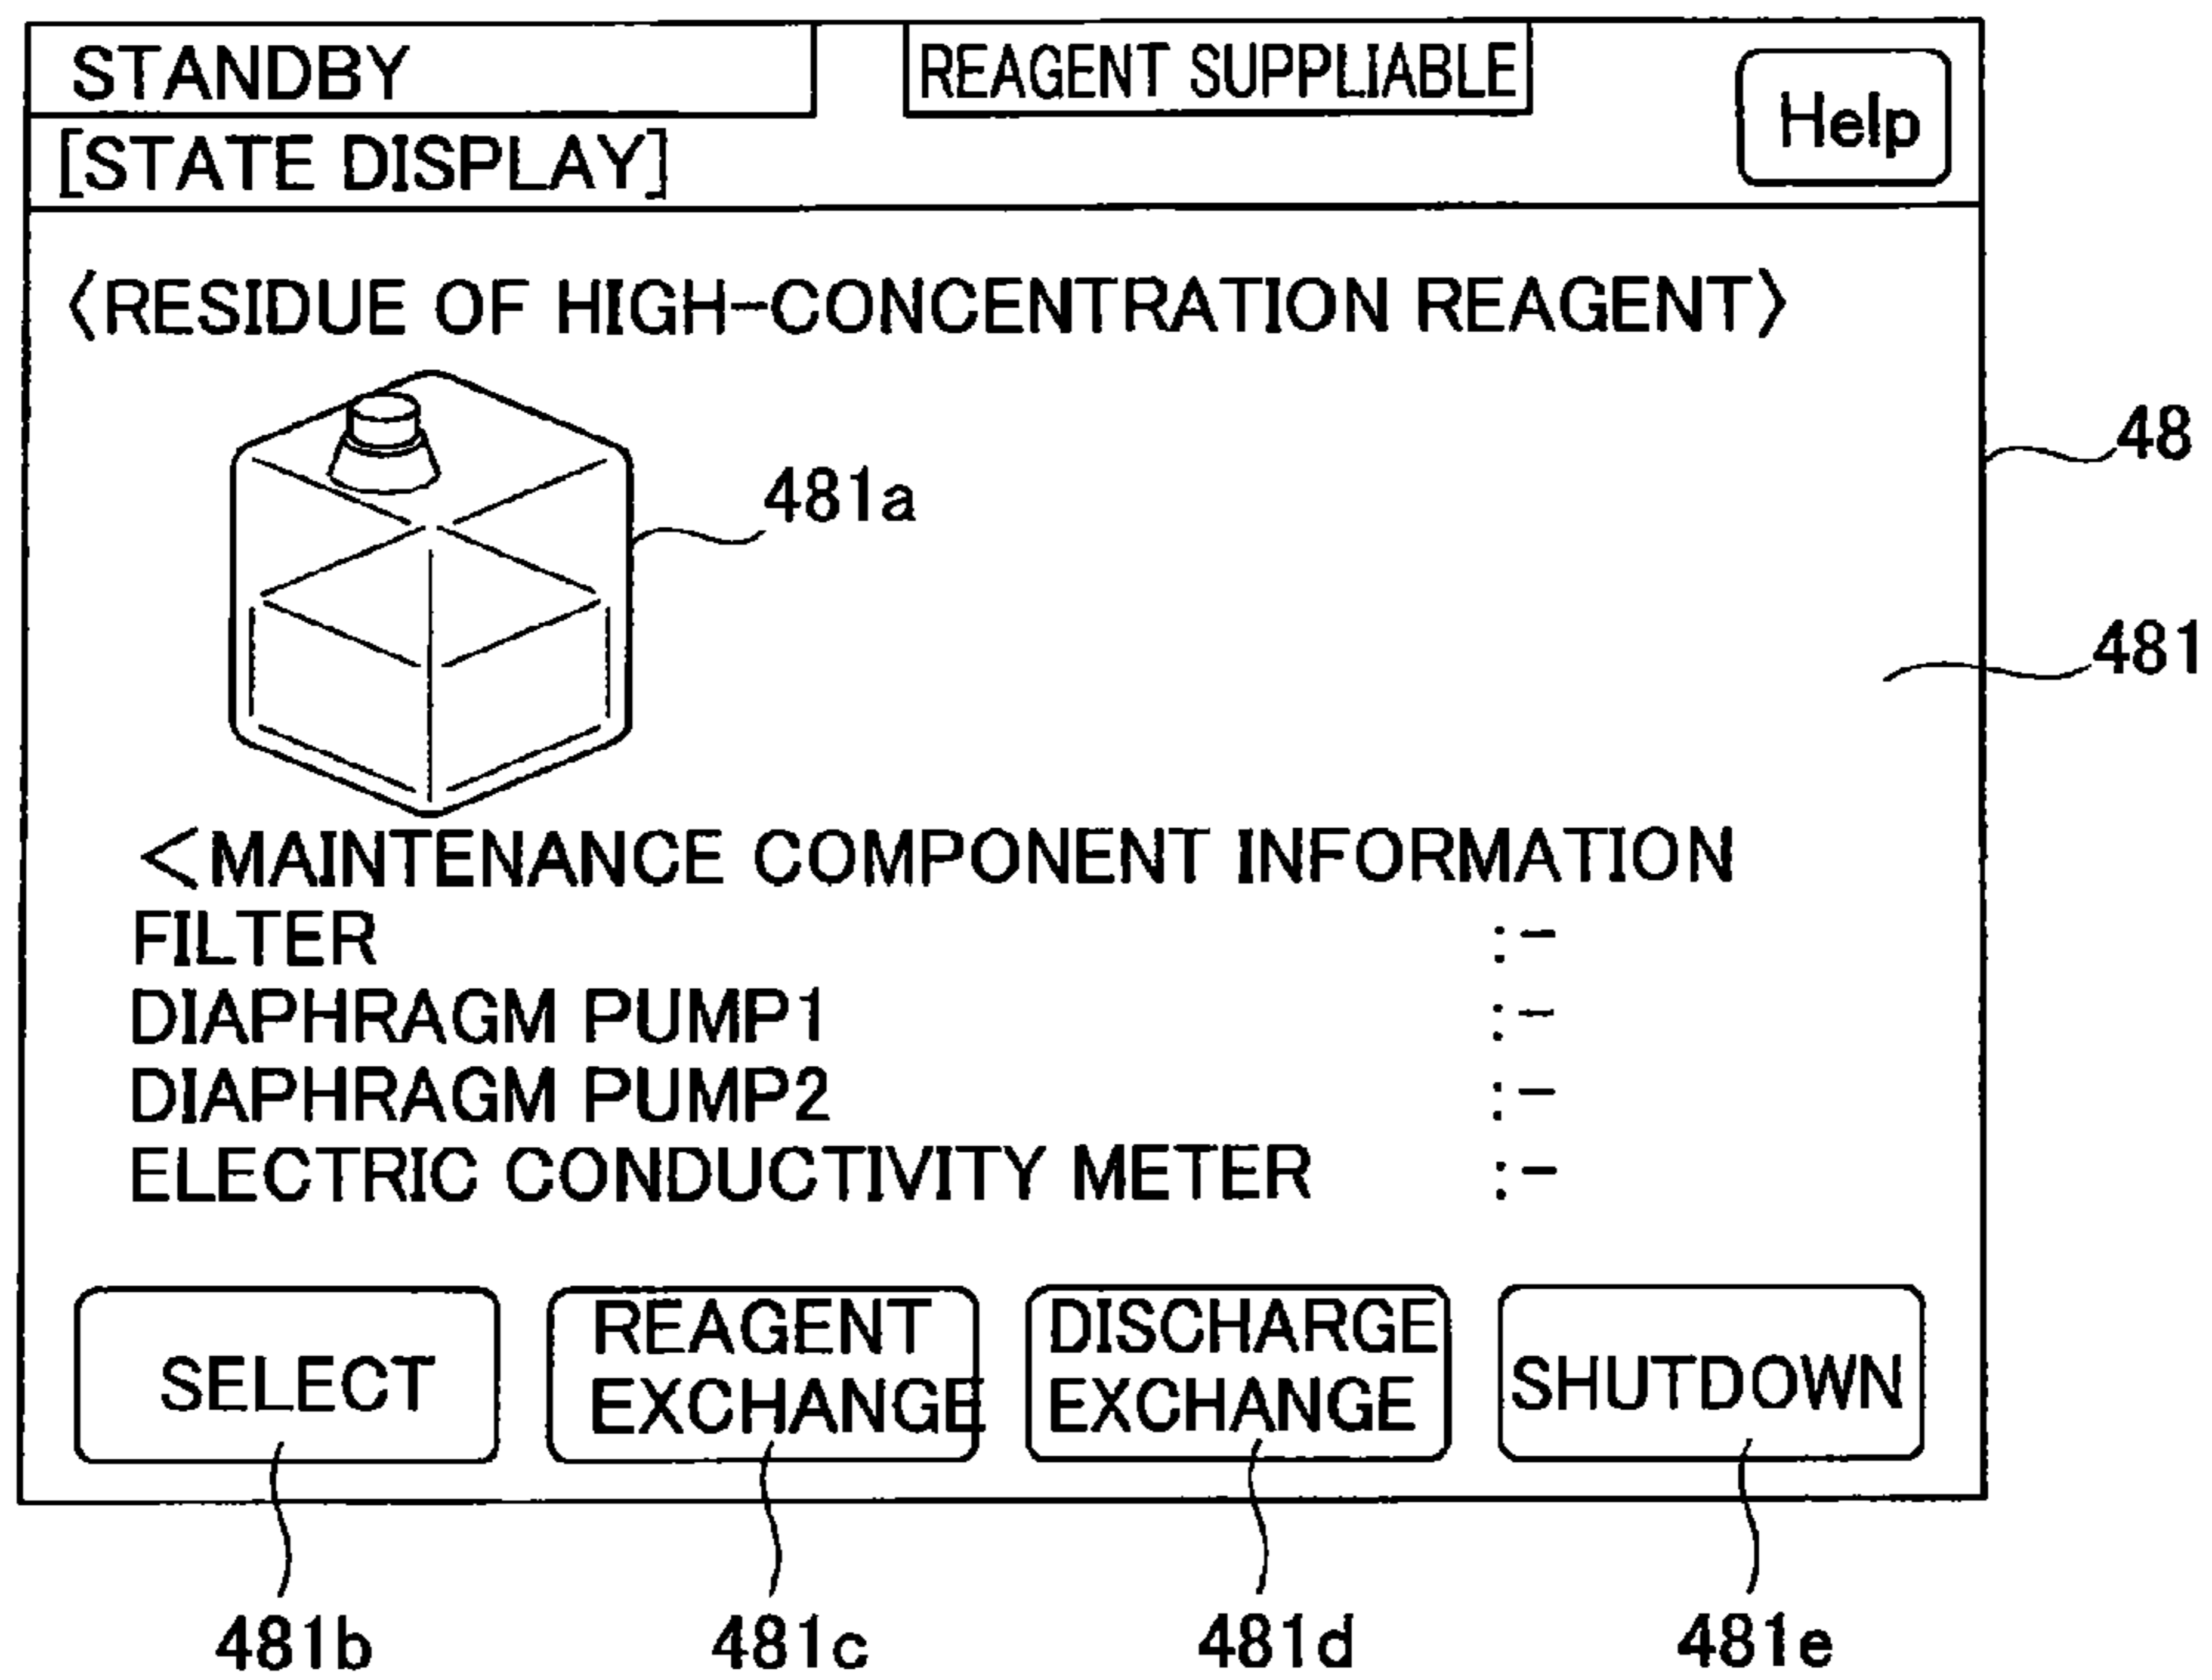 STANDBY
REAGENT SUPPLIABLE
Help
[STATE DISPLAY]
〈RESIDUE OF HIGH-CONCENTRATION REAGENT〉
48
481a
481
<MAINTENANCE COMPONENT INFORMATION
FILTER :-
DIAPHRAGM PUMP1 :-
DIAPHRAGM PUMP2 :-
ELECTRIC CONDUCTIVITY METER :-
SELECT
REAGENT
EXCHANGE
DISCHARGE
EXCHANGE
SHUTDOWN
481b
481c
481d
481e